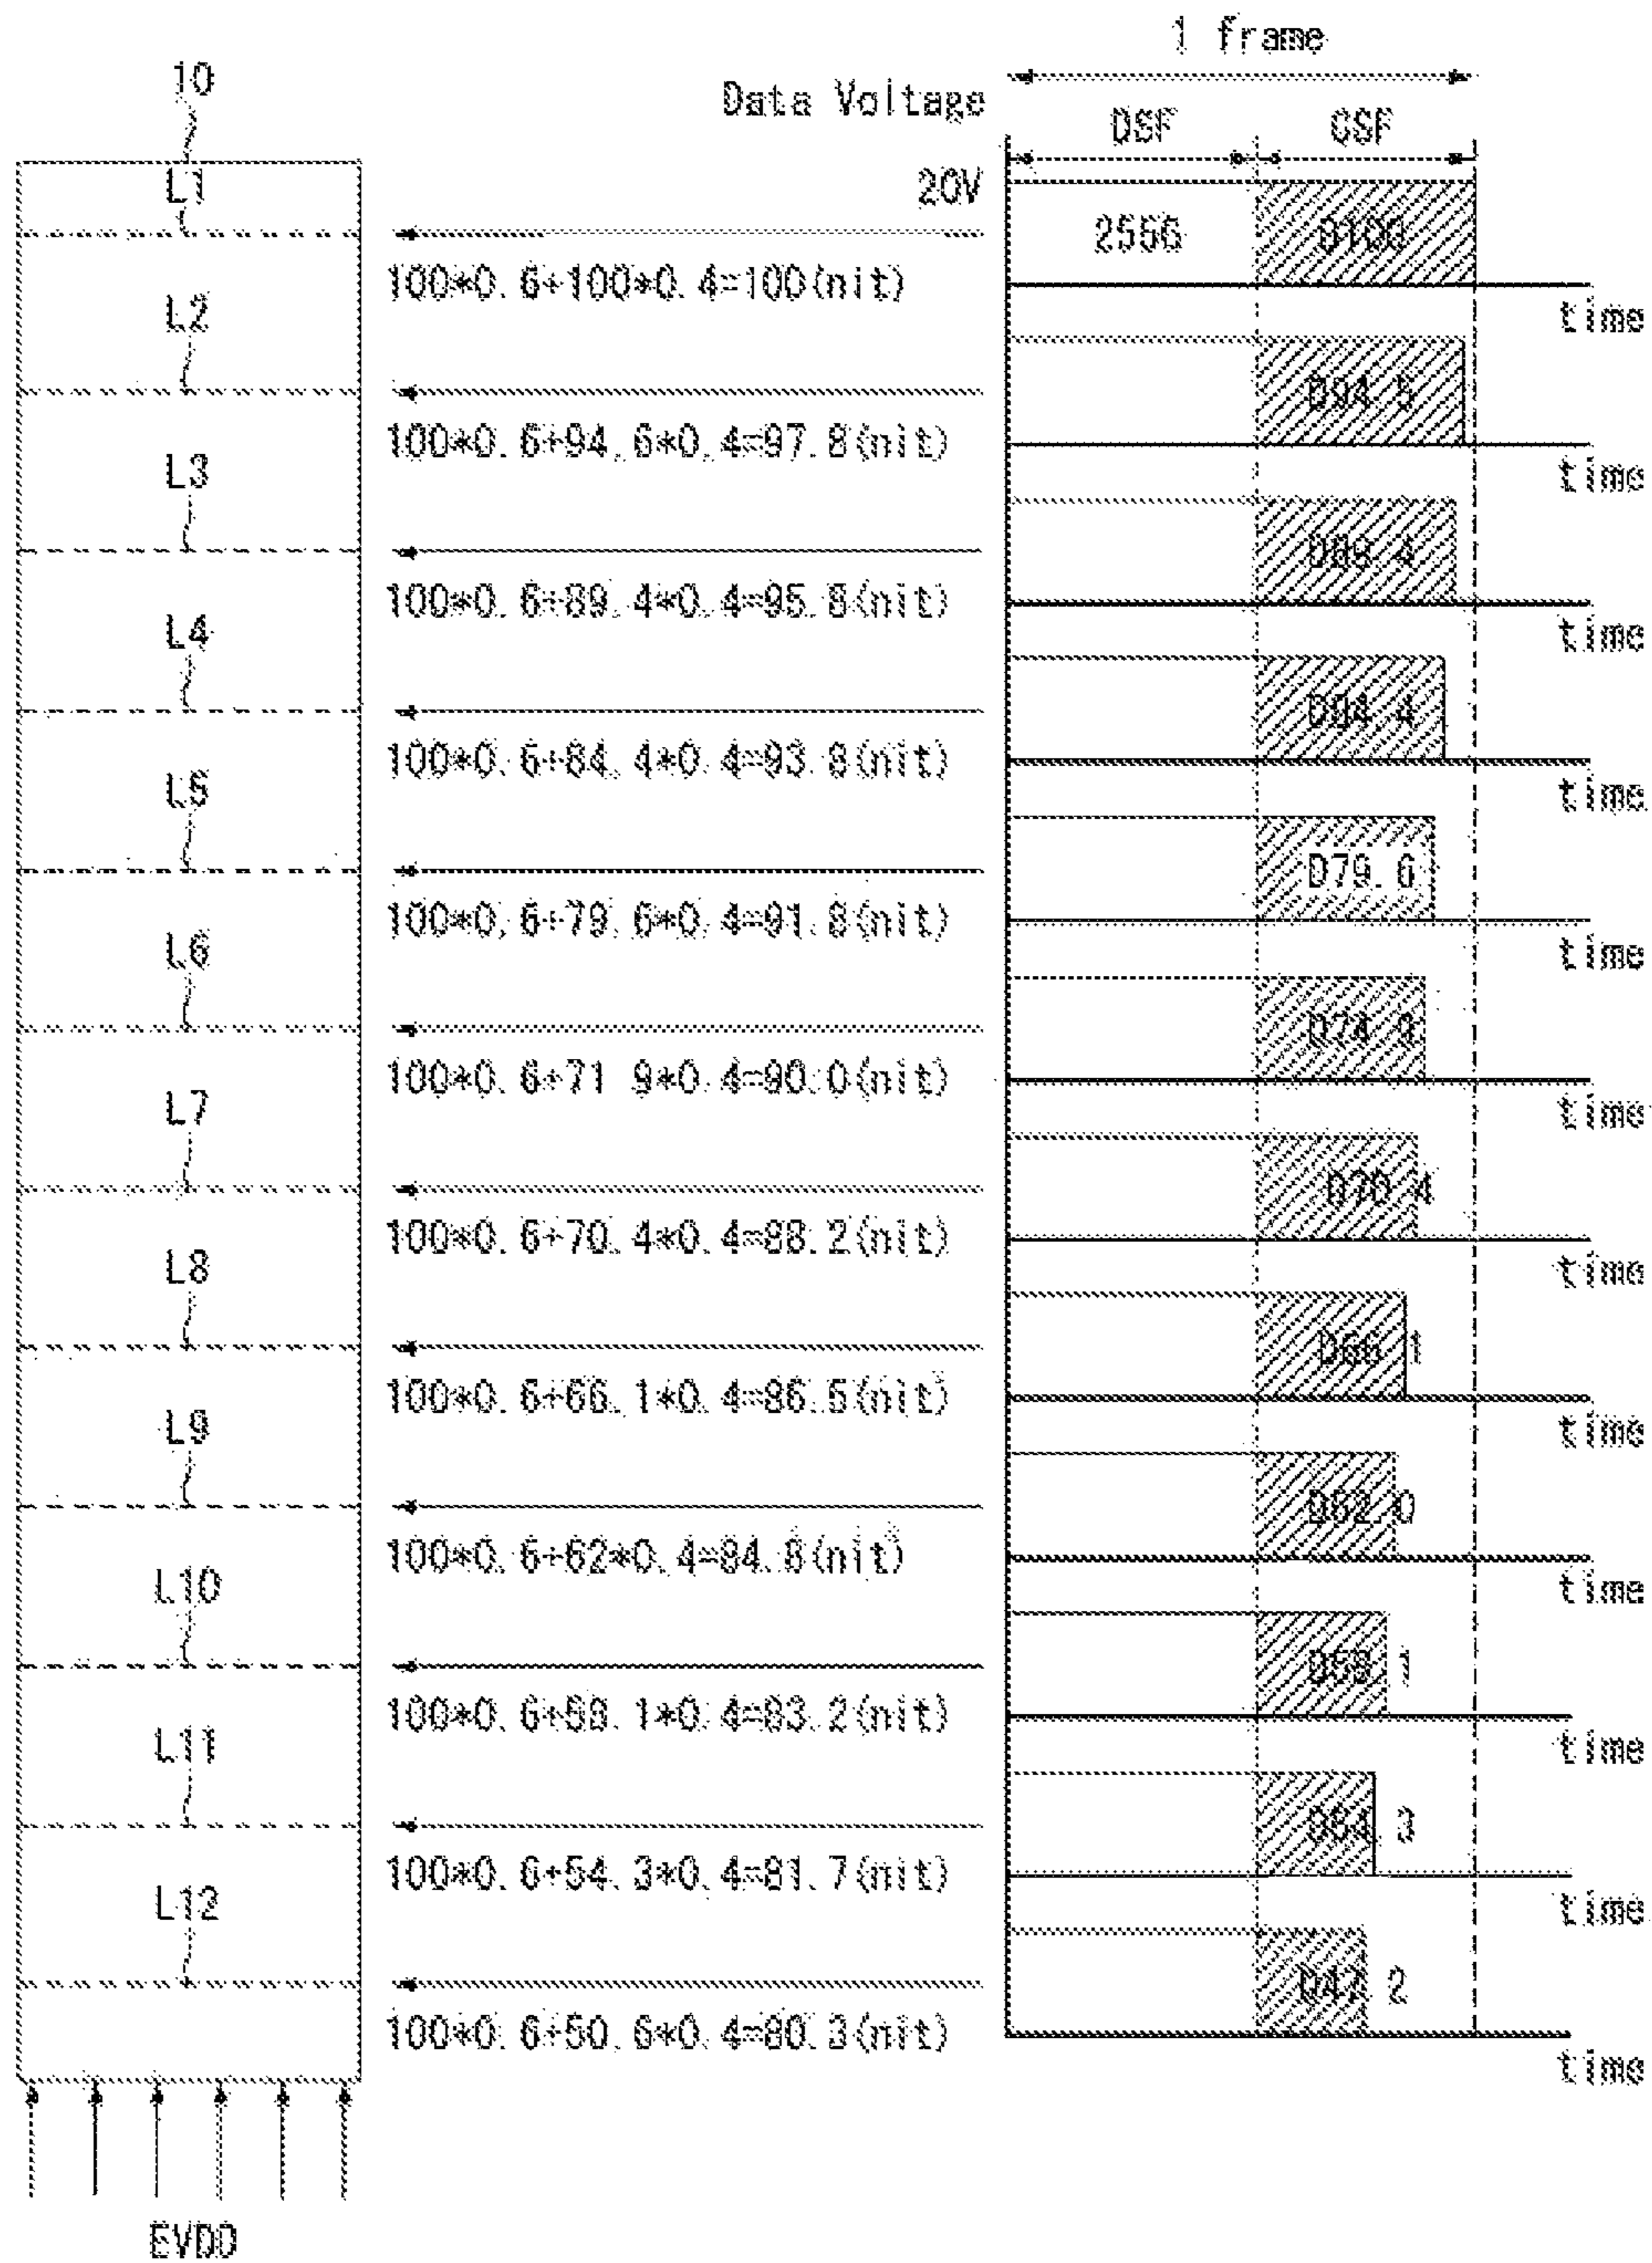 1 frame
10
Data Voltage
DSF
CSF
L1
20V
255G
D100
100*0.6+100*0.4=100(nit)
time
L2
D94.5
100*0.6+94.6*0.4=97.8(nit)
time
L3
D89.4
100*0.6+89.4*0.4=95.8(nit)
time
L4
D84.4
100*0.6+84.4*0.4=93.8(nit)
time
L5
D79.6
100*0.6+79.6*0.4=91.8(nit)
time
L6
D74.9
100*0.6+71 9*0.4=90.0(nit)
time
L7
D70.4
100*0.6+70.4*0.4=88.2(nit)
time
L8
D66.1
100*0.6+66.1*0.4=86.5(nit)
time
L9
D62.0
100*0.6+62*0.4=84.8(nit)
time
L10
100*0.6+58.1*0.4=83.2(nit)
time
L11
D54.3
100*0.6+54.3*0.4=81.7(nit)
time
L12
D47.2
100*0.6+50.6*0.4=80.3(nit)
time
EVDD